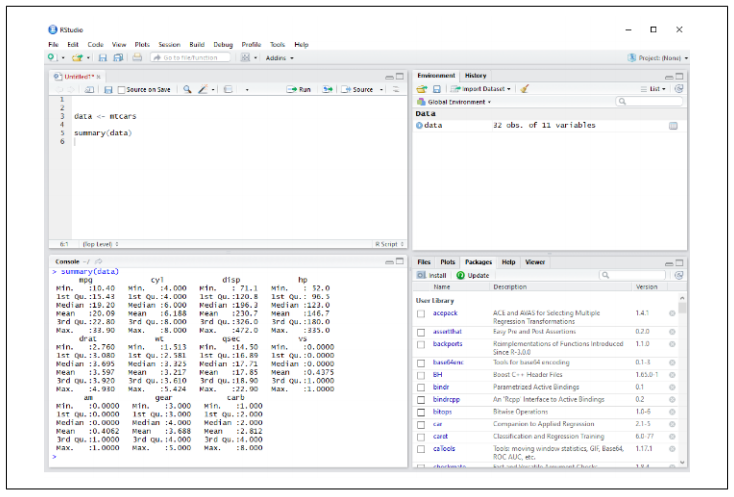 RStudio
File Edit Code View Plots Session Build Debug Profile Tools Help
Go to file/function Addins Project: (None)
Untitled1* Environment History
Source on Save Run Source Import Dataset List
1 Global Environment
2 Data
3 data <- mtcars data 32 obs. of 11 variables
4
5 summary(data)
6
6:1 (Top Level) R Script
Console ~/
> summary(data)
mpg cyl disp hp
Min. :10.40 Min. :4.000 Min. : 71.1 Min. : 52.0
1st Qu.:15.43 1st Qu.:4.000 1st Qu.:120.8 1st Qu.: 96.5
Median :19.20 Median :6.000 Median :196.3 Median :123.0
Mean :20.09 Mean :6.188 Mean :230.7 Mean :146.7
3rd Qu.:22.80 3rd Qu.:8.000 3rd Qu.:326.0 3rd Qu.:180.0
Max. :33.90 Max. :8.000 Max. :472.0 Max. :335.0
drat wt qsec vs
Min. :2.760 Min. :1.513 Min. :14.50 Min. :0.0000
1st Qu.:3.080 1st Qu.:2.581 1st Qu.:16.89 1st Qu.:0.0000
Median :3.695 Median :3.325 Median :17.71 Median :0.0000
Mean :3.597 Mean :3.217 Mean :17.85 Mean :0.4375
3rd Qu.:3.920 3rd Qu.:3.610 3rd Qu.:18.90 3rd Qu.:1.0000
Max. :4.930 Max. :5.424 Max. :22.90 Max. :1.0000
am gear carb
Min. :0.0000 Min. :3.000 Min. :1.000
1st Qu.:0.0000 1st Qu.:3.000 1st Qu.:2.000
Median :0.0000 Median :4.000 Median :2.000
Mean :0.4062 Mean :3.688 Mean :2.812
3rd Qu.:1.0000 3rd Qu.:4.000 3rd Qu.:4.000
Max. :1.0000 Max. :5.000 Max. :8.000
>
Files Plots Packages Help Viewer
Install Update
Name Description Version
User Library
acepack ACE and AVAS for Selecting Multiple Regression Transformations 1.4.1
assertthat Easy Pre and Post Assertions 0.2.0
backports Reimplementations of Functions Introduced Since R-3.0.0 1.1.0
base64enc Tools for base64 encoding 0.1-3
BH Boost C++ Header Files 1.65.0-1
bindr Parametrized Active Bindings 0.1
bindrcpp An 'Rcpp' Interface to Active Bindings 0.2
bitops Bitwise Operations 1.0-6
car Companion to Applied Regression 2.1-5
caret Classification and Regression Training 6.0-77
caTools Tools: moving window statistics, GIF, Base64, ROC AUC, etc. 1.17.1
checkmate Fast and Versatile Argument Checks 1.8.4